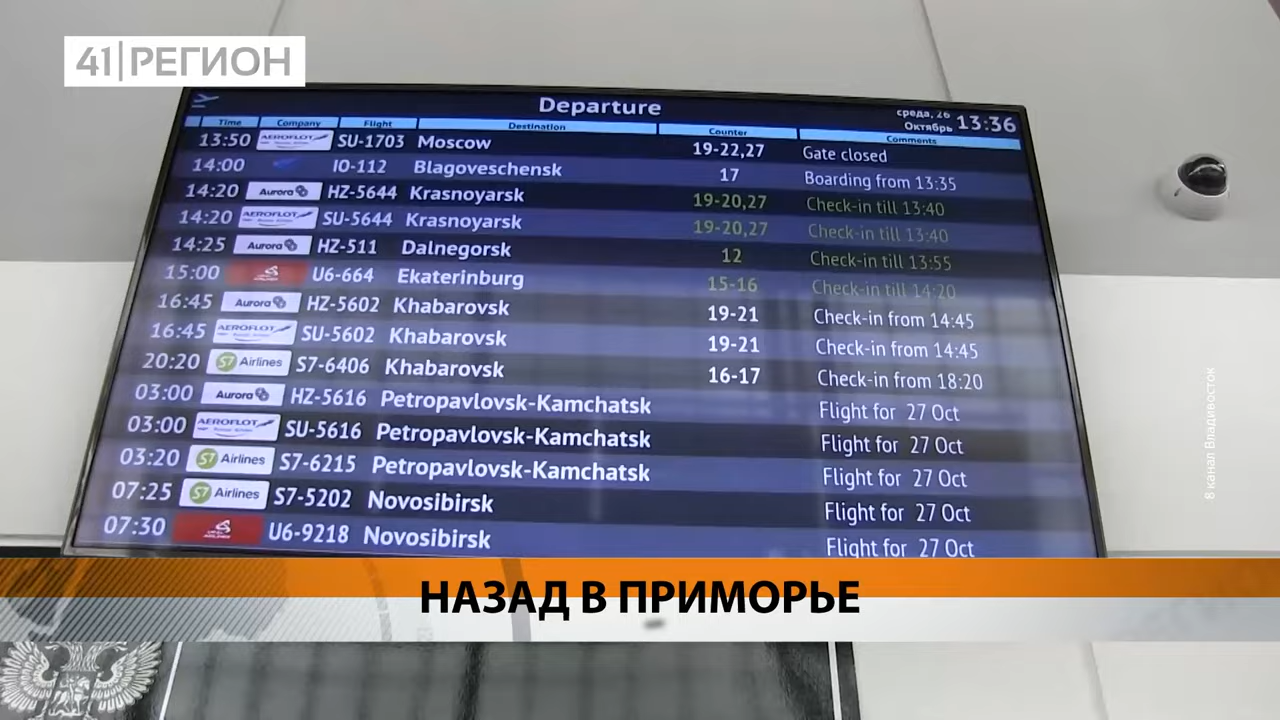 41|РЕГИОН
Departure
среда, 26
Октябрь 13:36
Time Company Flight Destination Counter Comments
13:50 AEROFLOT SU-1703 Moscow 19-22,27 Gate closed
14:00 IO-112 Blagoveschensk 17 Boarding from 13:35
14:20 Aurora HZ-5644 Krasnoyarsk 19-20,27 Check-in till 13:40
14:20 AEROFLOT SU-5644 Krasnoyarsk 19-20,27 Check-in till 13:40
14:25 Aurora HZ-511 Dalnegorsk 12 Check-in till 13:55
15:00 U6-664 Ekaterinburg 15-16 Check-in till 14:20
16:45 Aurora HZ-5602 Khabarovsk 19-21 Check-in from 14:45
16:45 AEROFLOT SU-5602 Khabarovsk 19-21 Check-in from 14:45
20:20 S7 Airlines S7-6406 Khabarovsk 16-17 Check-in from 18:20
03:00 Aurora HZ-5616 Petropavlovsk-Kamchatsk Flight for 27 Oct
03:00 AEROFLOT SU-5616 Petropavlovsk-Kamchatsk Flight for 27 Oct
03:20 S7 Airlines S7-6215 Petropavlovsk-Kamchatsk Flight for 27 Oct
07:25 S7 Airlines S7-5202 Novosibirsk Flight for 27 Oct
07:30 U6-9218 Novosibirsk Flight for 27 Oct
8 канал Владивосток
НАЗАД В ПРИМОРЬЕ